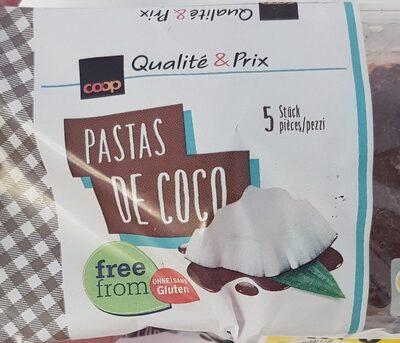 Qualité & Prix
coop
Qualité & Prix
5 Stück
pièces/pezzi
PASTAS
DE COCO
free
from
OHNE|SANS
Gluten